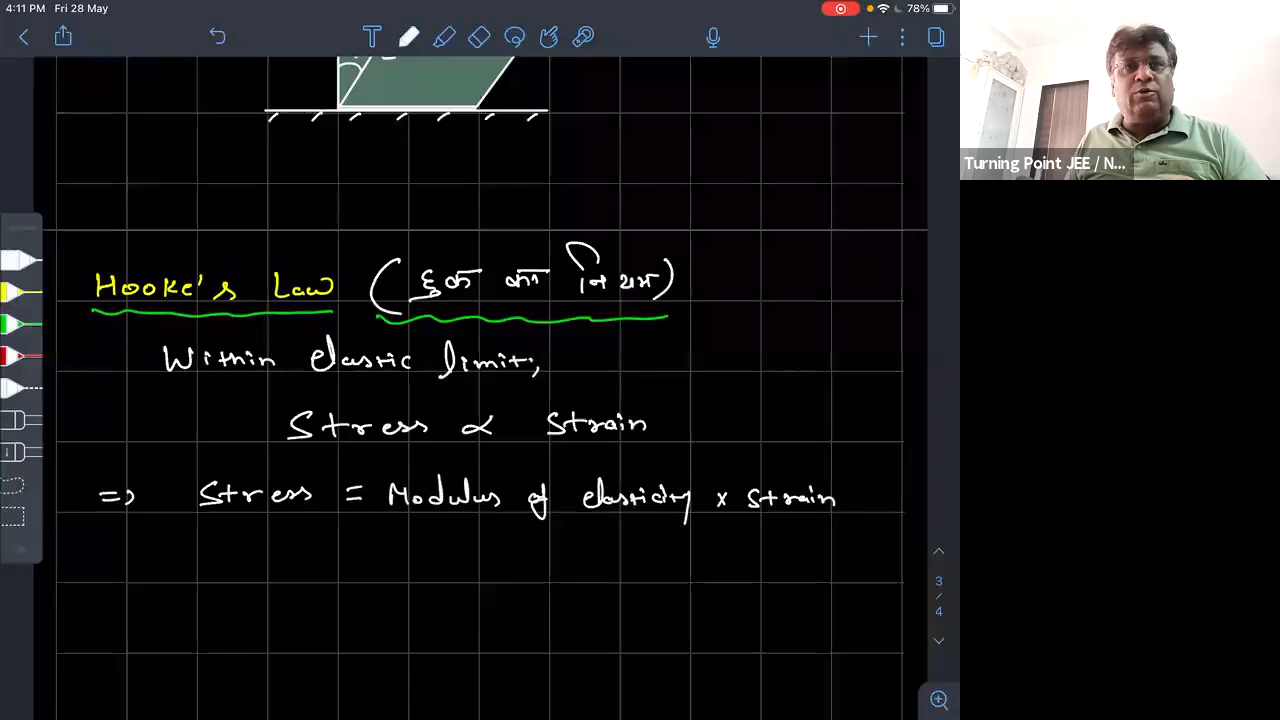 4:11 PM Fri 28 May
78%
T
Turning Point JEE / N...
Hooke's Law (हुक का नियम)
Within elastic limit,
Stress ∝ strain
=> Stress = Modulus of elasticity × strain
3
/
4